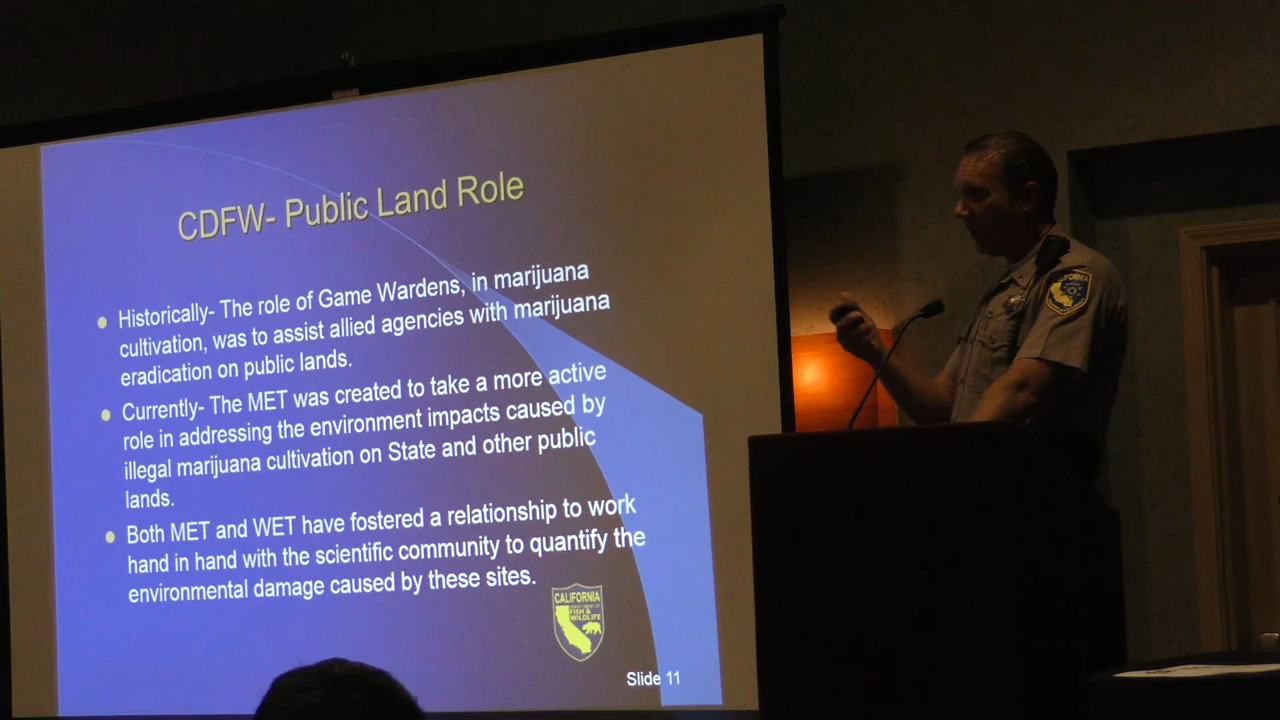 CDFW- Public Land Role
Historically- The role of Game Wardens, in marijuana
cultivation, was to assist allied agencies with marijuana
eradication on public lands.
Currently- The MET was created to take a more active
role in addressing the environment impacts caused by
illegal marijuana cultivation on State and other public
lands.
Both MET and WET have fostered a relationship to work
hand in hand with the scientific community to quantify the
environmental damage caused by these sites.
CALIFORNIA
FISH &
WILDLIFE
Slide 11
CALIFORNIA